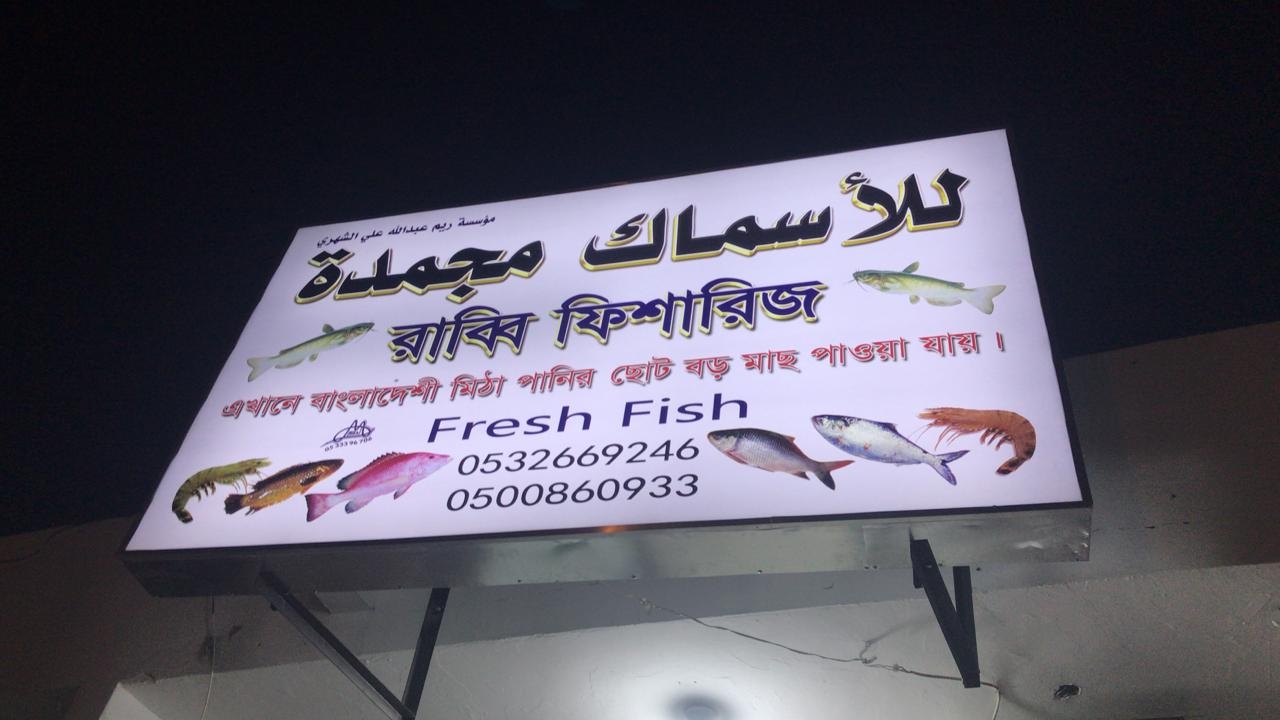 مؤسسة ريم عبدالله علي الشهري
للأسماك مجمدة
রাব্বি ফিশারিজ
এখানে বাংলাদেশী মিঠা পানির ছোট বড় মাছ পাওয়া যায় ।
Fresh Fish
0532669246
0500860933